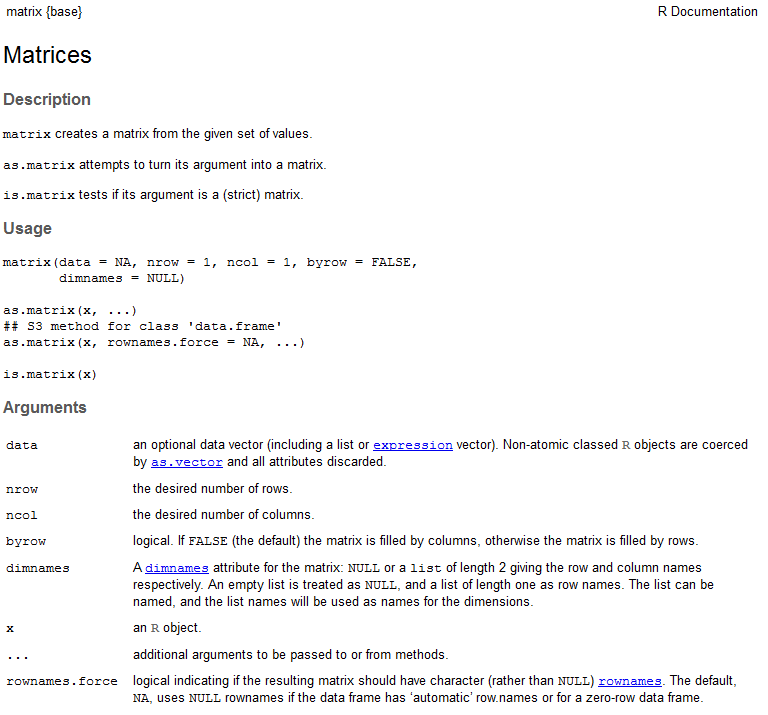 matrix {base} R Documentation
Matrices
Description
matrix creates a matrix from the given set of values.
as.matrix attempts to turn its argument into a matrix.
is.matrix tests if its argument is a (strict) matrix.
Usage
matrix(data = NA, nrow = 1, ncol = 1, byrow = FALSE,
       dimnames = NULL)
as.matrix(x, ...)
## S3 method for class 'data.frame'
as.matrix(x, rownames.force = NA, ...)
is.matrix(x)
Arguments
data an optional data vector (including a list or expression vector). Non-atomic classed R objects are coerced
by as.vector and all attributes discarded.
nrow the desired number of rows.
ncol the desired number of columns.
byrow logical. If FALSE (the default) the matrix is filled by columns, otherwise the matrix is filled by rows.
dimnames A dimnames attribute for the matrix: NULL or a list of length 2 giving the row and column names
respectively. An empty list is treated as NULL, and a list of length one as row names. The list can be
named, and the list names will be used as names for the dimensions.
x an R object.
... additional arguments to be passed to or from methods.
rownames.force logical indicating if the resulting matrix should have character (rather than NULL) rownames. The default,
NA, uses NULL rownames if the data frame has ‘automatic’ row.names or for a zero-row data frame.